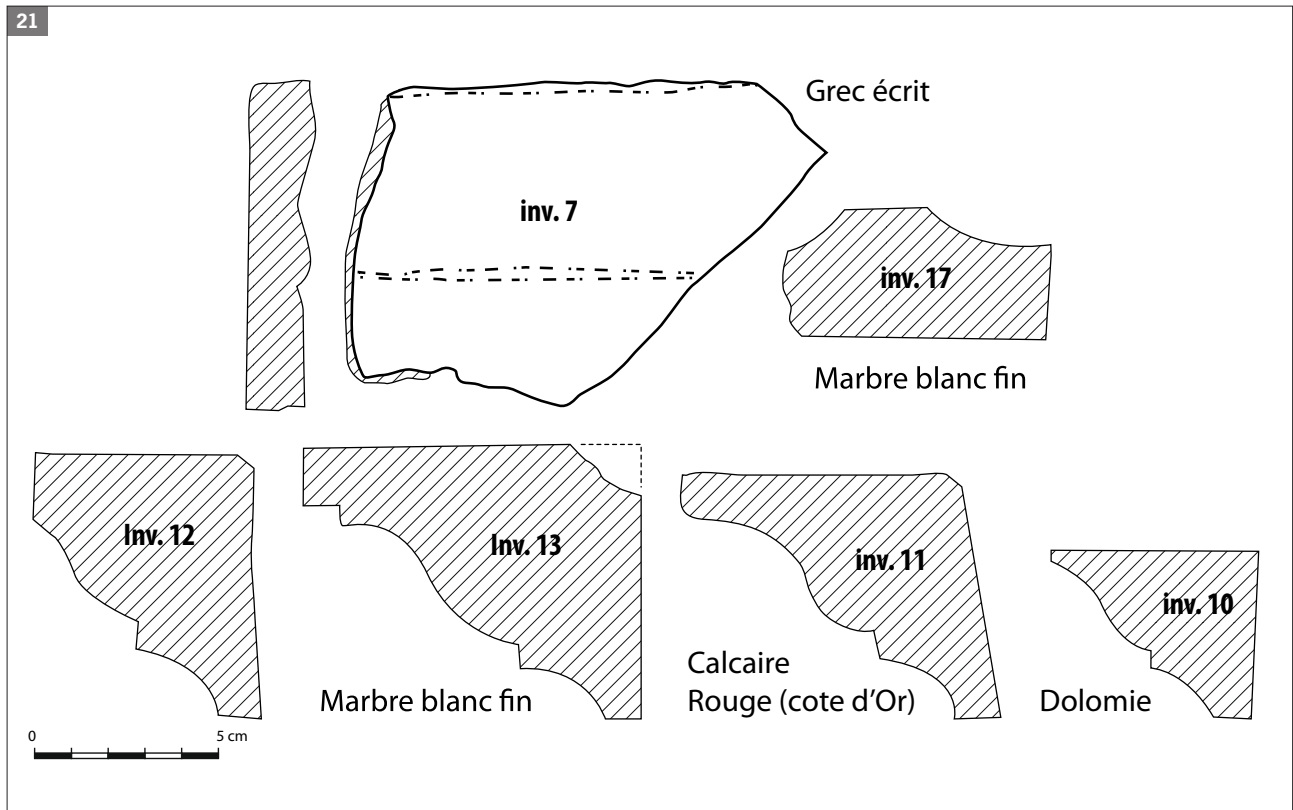 21
Grec écrit
inv. 7
inv. 17
Marbre blanc fin
Inv. 12
Inv. 13
inv. 11
inv. 10
Calcaire
Rouge (cote d'Or)
Marbre blanc fin
Dolomie
0
5 cm